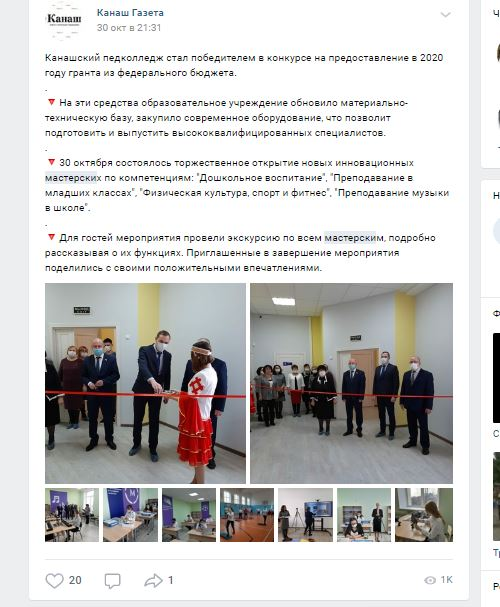 Канаш
Канаш Газета
30 окт в 21:31
Канашский педколледж стал победителем в конкурсе на предоставление в 2020
году гранта из федерального бюджета.
.
🔻 На эти средства образовательное учреждение обновило материально-
техническую базу, закупило современное оборудование, что позволит
подготовить и выпустить высококвалифицированных специалистов.
.
🔻 30 октября состоялось торжественное открытие новых инновационных
мастерских по компетенциям: "Дошкольное воспитание", "Преподавание в
младших классах", "Физическая культура, спорт и фитнес", "Преподавание музыки
в школе".
.
🔻 Для гостей мероприятия провели экскурсию по всем мастерским, подробно
рассказывая о их функциях. Приглашенные в завершение мероприятия
поделились с своими положительными впечатлениями.
20
1
1K